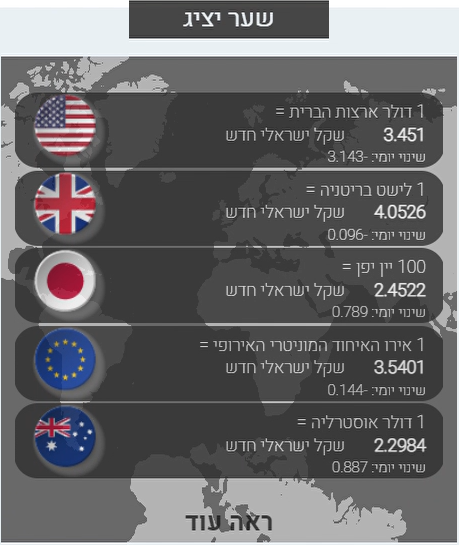 שער יציג
1 דולר ארצות הברית =
3.451 שקל ישראלי חדש
שינוי יומי: -3.143
1 לישט בריטניה =
4.0526 שקל ישראלי חדש
שינוי יומי: -0.096
100 יין יפן =
2.4522 שקל ישראלי חדש
שינוי יומי: 0.789
1 אירו האיחוד המוניטרי האירופי =
3.5401 שקל ישראלי חדש
שינוי יומי: -0.144
1 דולר אוסטרליה =
2.2984 שקל ישראלי חדש
שינוי יומי: 0.887
ראה עוד